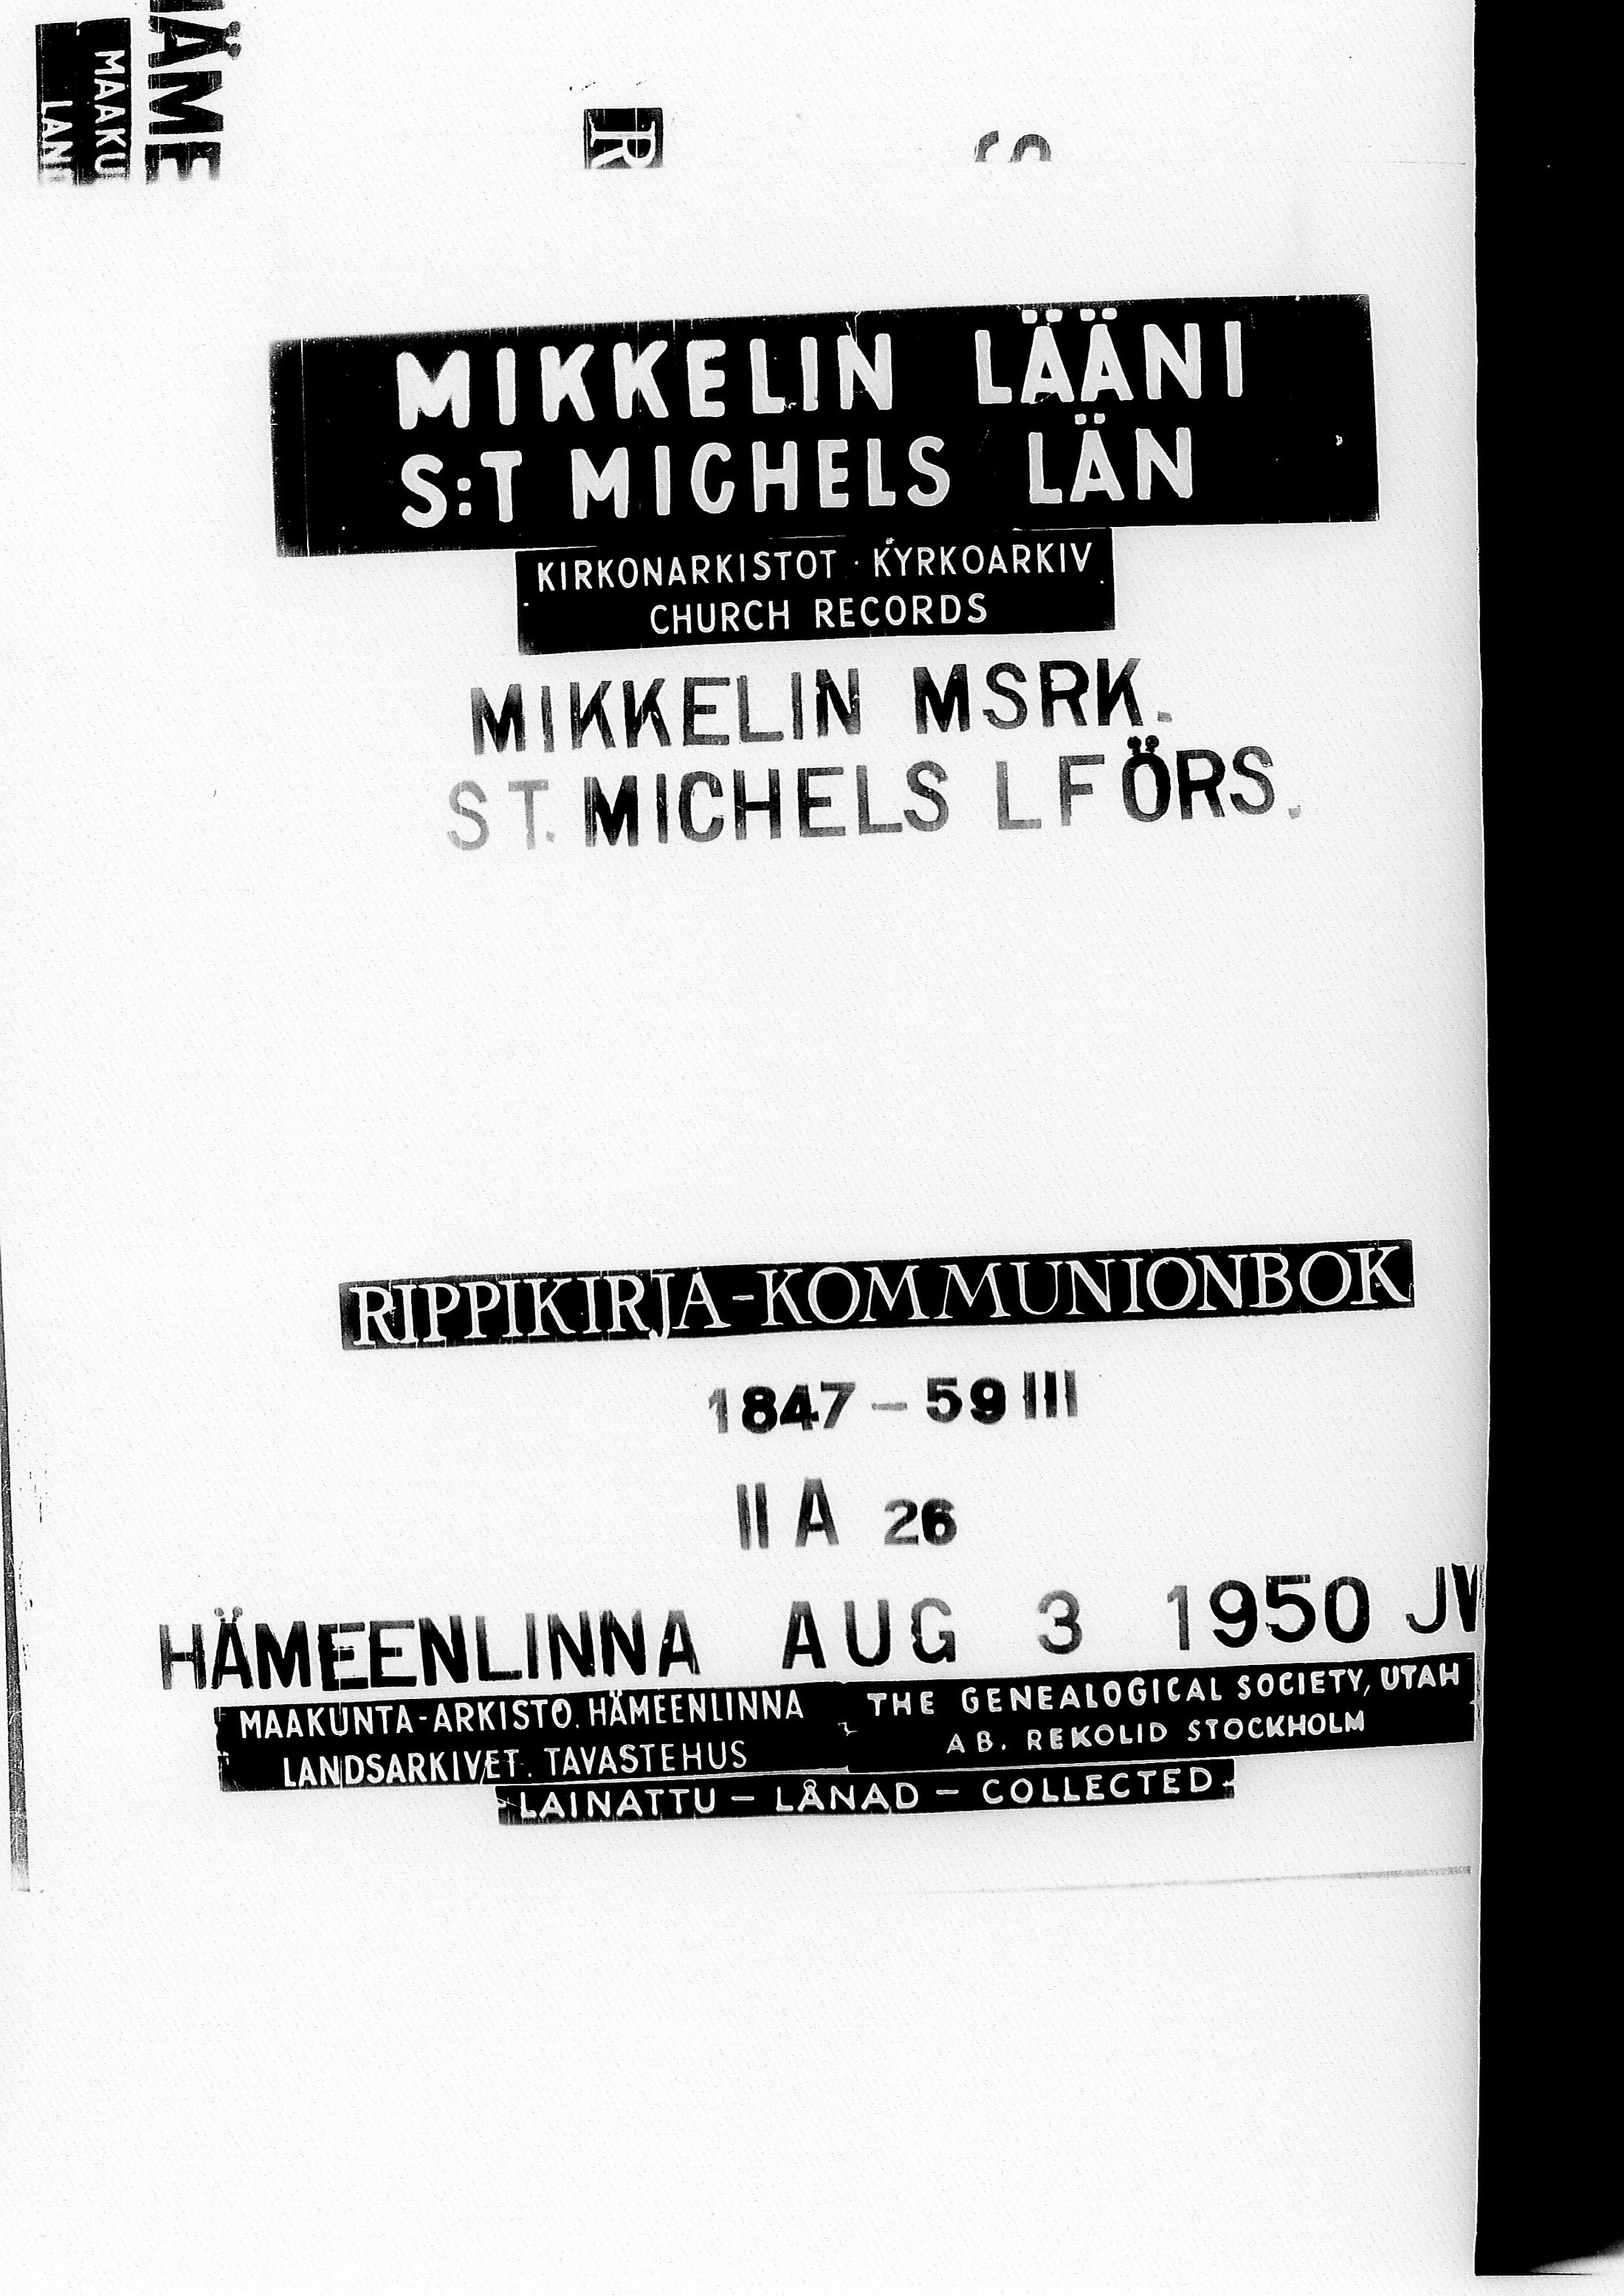 MIKKELIN LÄÄNI
S:T MICHELS LÄN
KIRKONARKISTOT · KYRKOARKIV
CHURCH RECORDS
MIKKELIN MSRK.
ST. MICHELS LFÖRS.
RIPPIKIRJA-KOMMUNIONBOK
1847 – 59 III
II A 26
HÄMEENLINNA AUG 3 1950
MAAKUNTA-ARKISTO. HÄMEENLINNA
LANDSARKIVET. TAVASTEHUS
THE GENEALOGICAL SOCIETY, UTAH
AB. REKOLID STOCKHOLM
LAINATTU – LÅNAD – COLLECTED